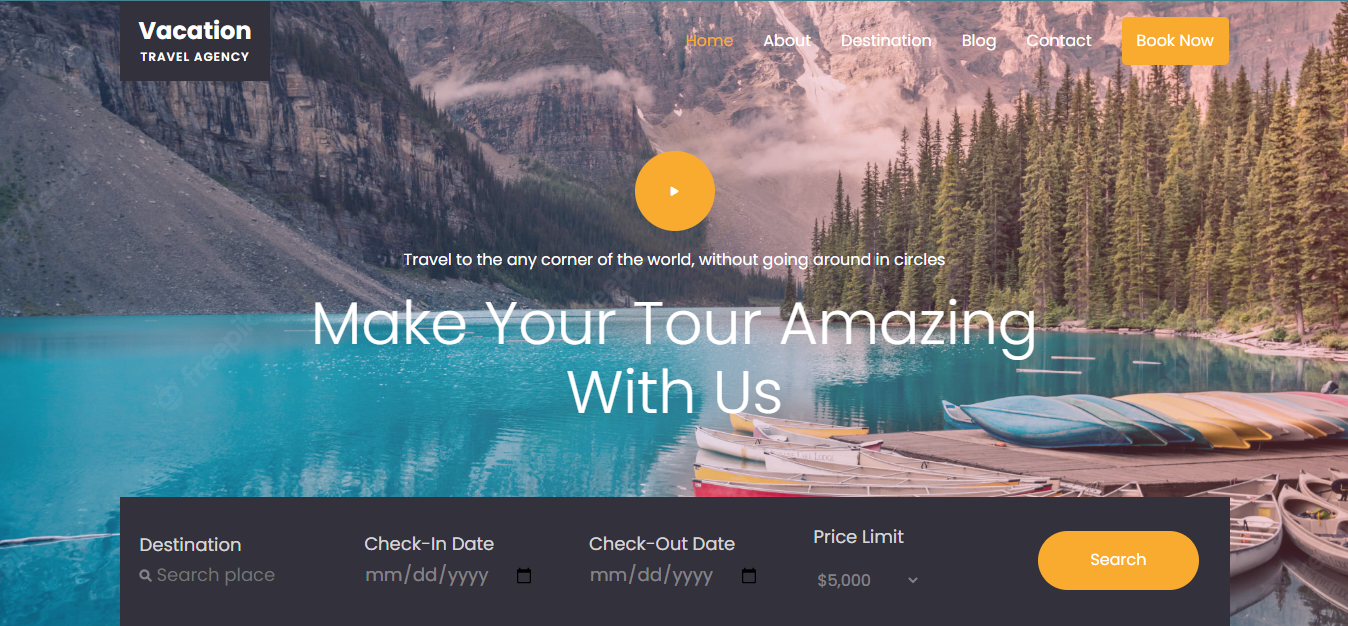 Vacation
TRAVEL AGENCY
Home About Destination Blog Contact Book Now
Travel to the any corner of the world, without going around in circles
Make Your Tour Amazing
With Us
Destination Check-In Date Check-Out Date Price Limit
Search place mm/dd/yyyy mm/dd/yyyy $5,000
Search